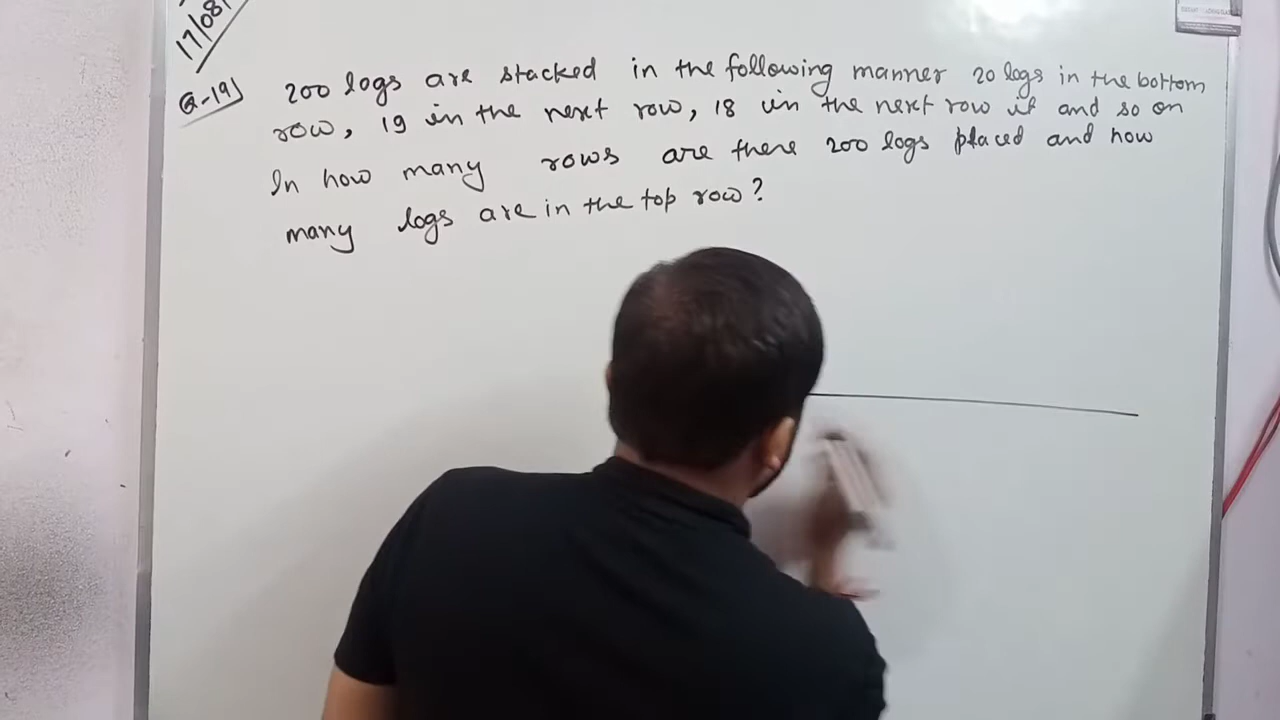 17/08/
Q-19)
200 logs are stacked in the following manner 20 logs in the bottom
row, 19 in the next row, 18 in the next row it and so on
In how many rows are there 200 logs placed and how
many logs are in the top row?